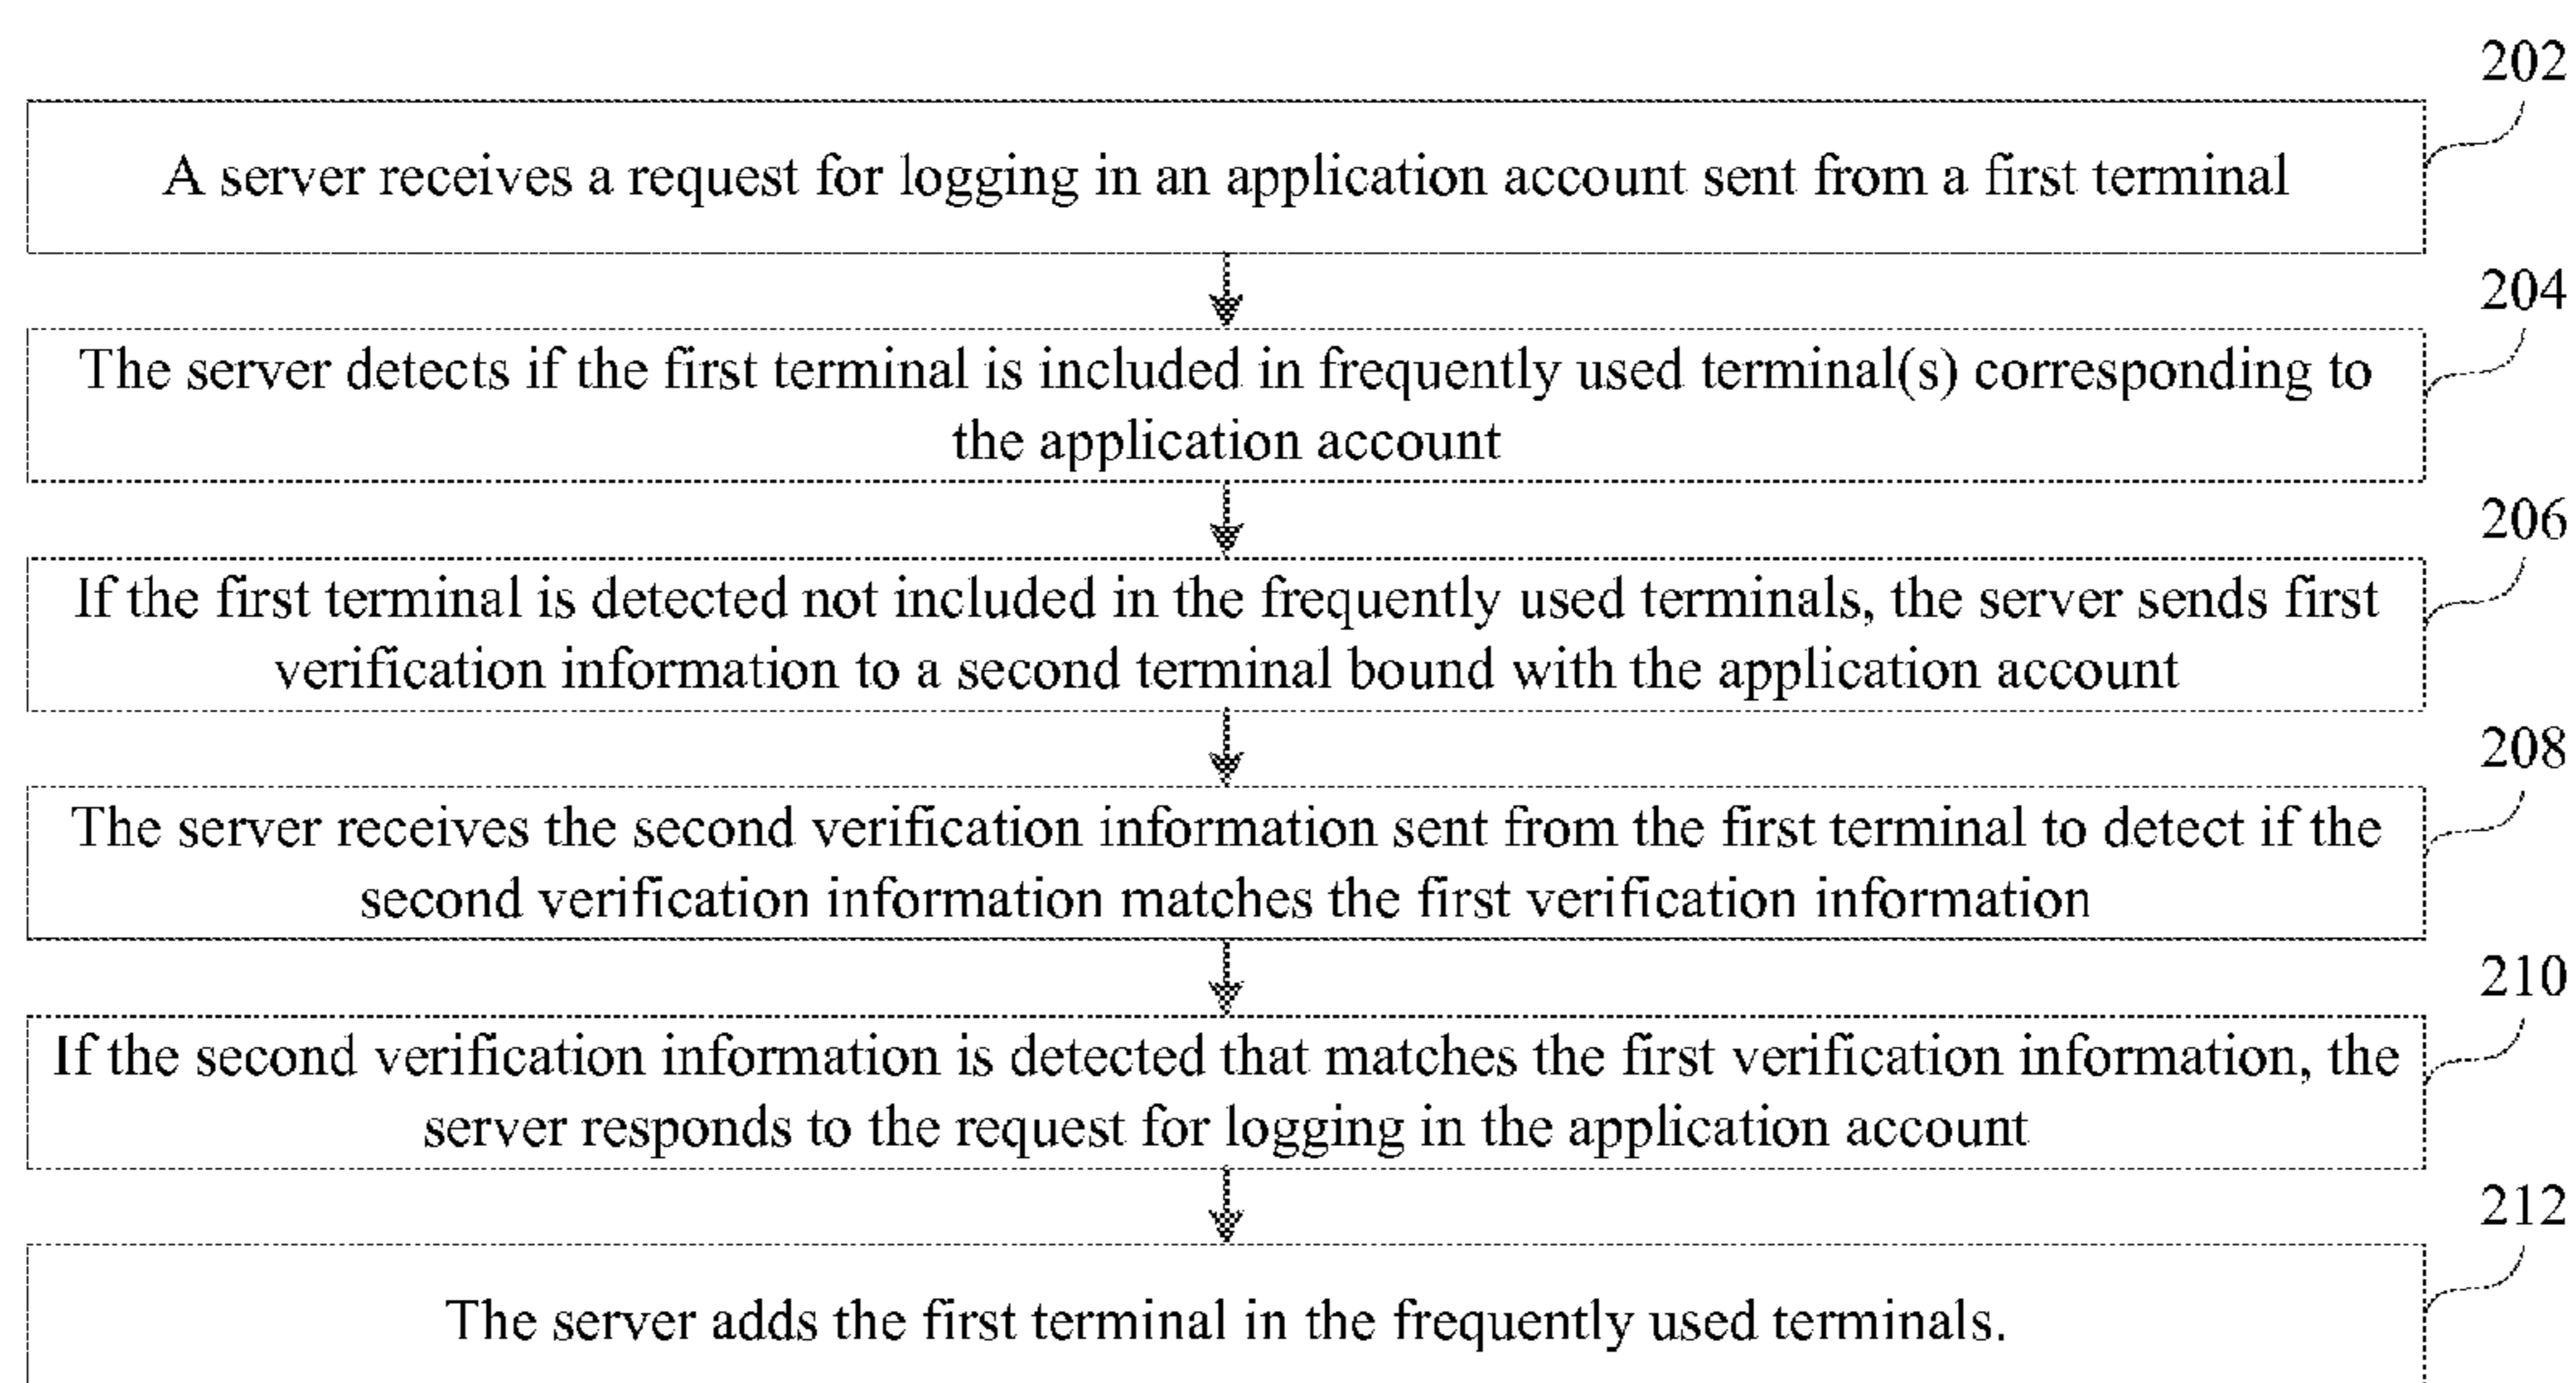 202
A server receives a request for logging in an application account sent from a first terminal
204
The server detects if the first terminal is included in frequently used terminal(s) corresponding to
the application account
206
If the first terminal is detected not included in the frequently used terminals, the server sends first
verification information to a second terminal bound with the application account
208
The server receives the second verification information sent from the first terminal to detect if the
second verification information matches the first verification information
210
If the second verification information is detected that matches the first verification information, the
server responds to the request for logging in the application account
212
The server adds the first terminal in the frequently used terminals.